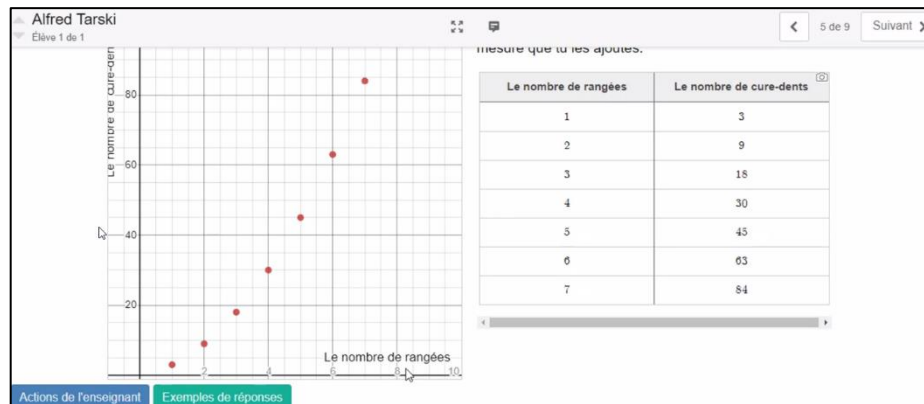 Alfred Tarski
Élève 1 de 1
5 de 9
Suivant
mesure que tu les ajoutes.
Le nombre de cure-den
80
60
40
20
2
4
6
8
10
Le nombre de rangées
Le nombre de rangées Le nombre de cure-dents
1 3
2 9
3 18
4 30
5 45
6 63
7 84
Actions de l'enseignant
Exemples de réponses